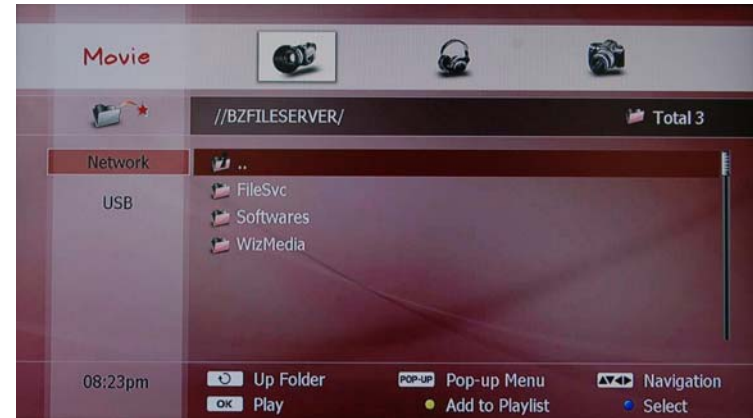 Movie
//BZFILESERVER/
Total 3
Network
..
USB
FileSvc
Softwares
WizMedia
08:23pm
Up Folder
POP-UP Pop-up Menu
Navigation
OK Play
Add to Playlist
Select